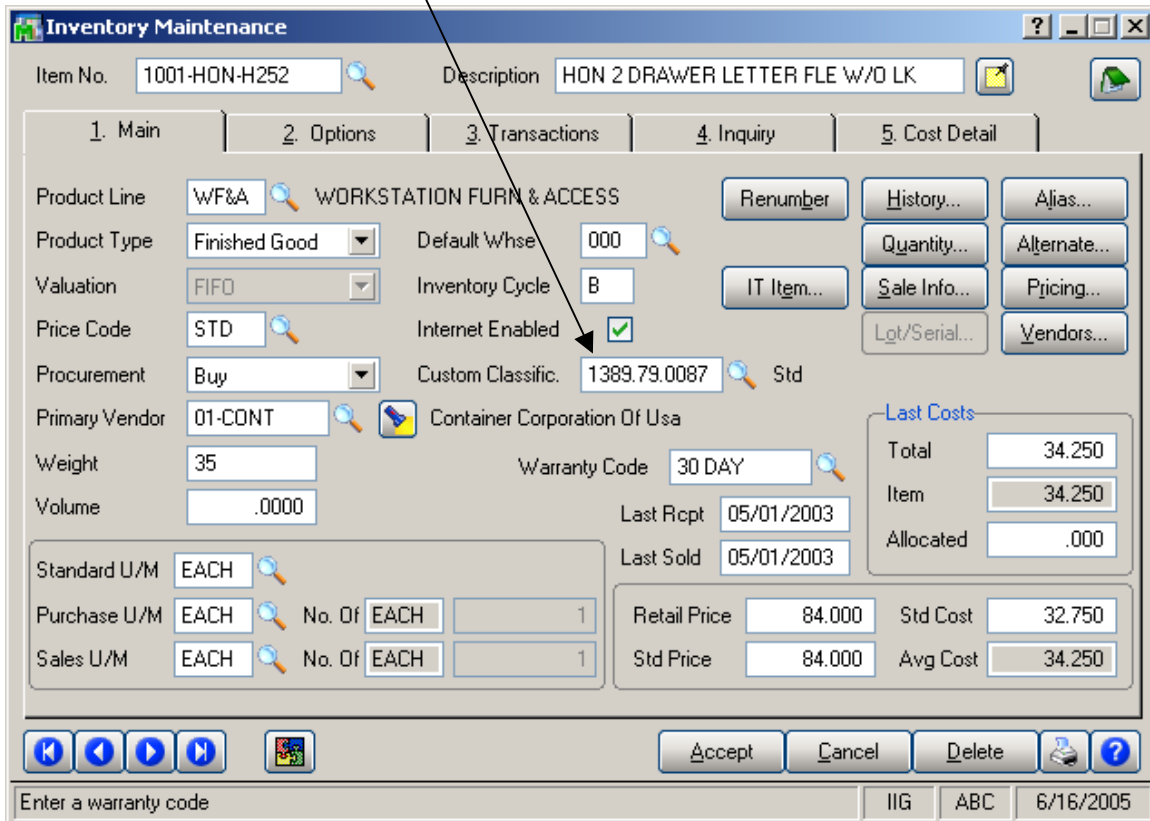 Inventory Maintenance
Item No. 1001-HON-H252 Description HON 2 DRAWER LETTER FLE W/O LK
1. Main 2. Options 3. Transactions 4. Inquiry 5. Cost Detail
Product Line WF&A WORKSTATION FURN & ACCESS Renumber History... Alias...
Product Type Finished Good Default Whse 000 Quantity... Alternate...
Valuation FIFO Inventory Cycle B IT Item... Sale Info... Pricing...
Price Code STD Internet Enabled Lot/Serial... Vendors...
Procurement Buy Custom Classific. 1389.79.0087 Std
Primary Vendor 01-CONT Container Corporation Of Usa Last Costs
Total 34.250
Weight 35 Warranty Code 30 DAY
Item 34.250
Volume .0000 Last Rcpt 05/01/2003
Allocated .000
Last Sold 05/01/2003
Standard U/M EACH
Purchase U/M EACH No. Of EACH 1 Retail Price 84.000 Std Cost 32.750
Sales U/M EACH No. Of EACH 1 Std Price 84.000 Avg Cost 34.250
Accept Cancel Delete
Enter a warranty code IIG ABC 6/16/2005